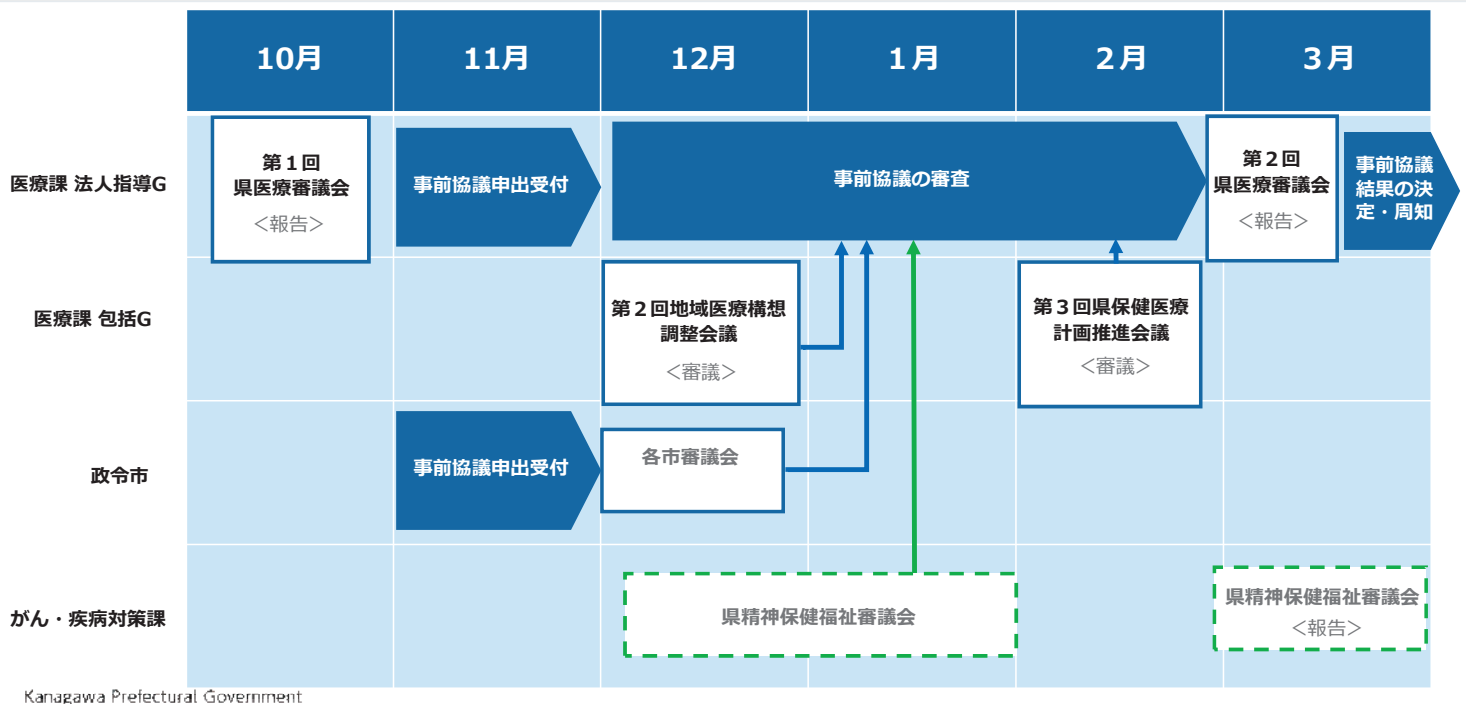 10月
11月
12月
１月
２月
３月
医療課 法人指導G
第１回
県医療審議会
＜報告＞
事前協議申出受付
事前協議の審査
第２回
県医療審議会
＜報告＞
事前協議
結果の決
定・周知
医療課 包括G
第２回地域医療構想
調整会議
＜審議＞
第３回県保健医療
計画推進会議
＜審議＞
政令市
事前協議申出受付
各市審議会
がん・疾病対策課
県精神保健福祉審議会
県精神保健福祉審議会
＜報告＞
Kanagawa Prefectural Government